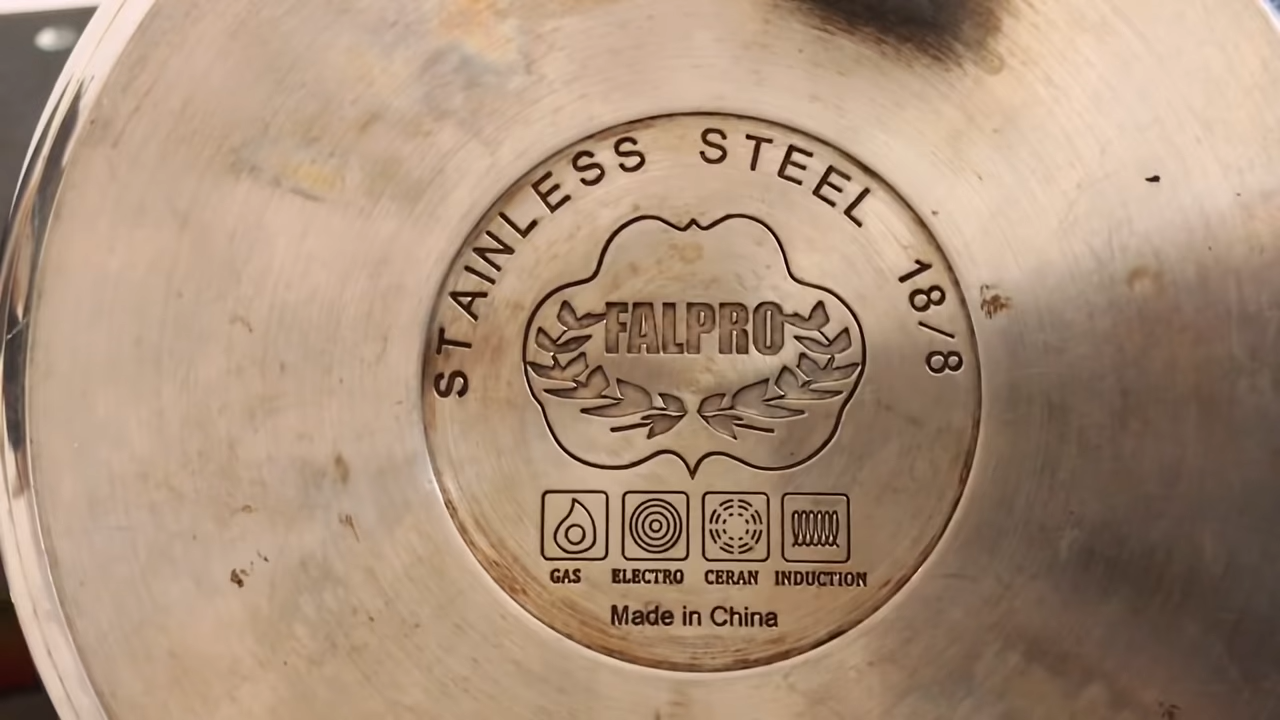 STAINLESS STEEL 18/8
FALPRO
GAS ELECTRO CERAN INDUCTION
Made in China